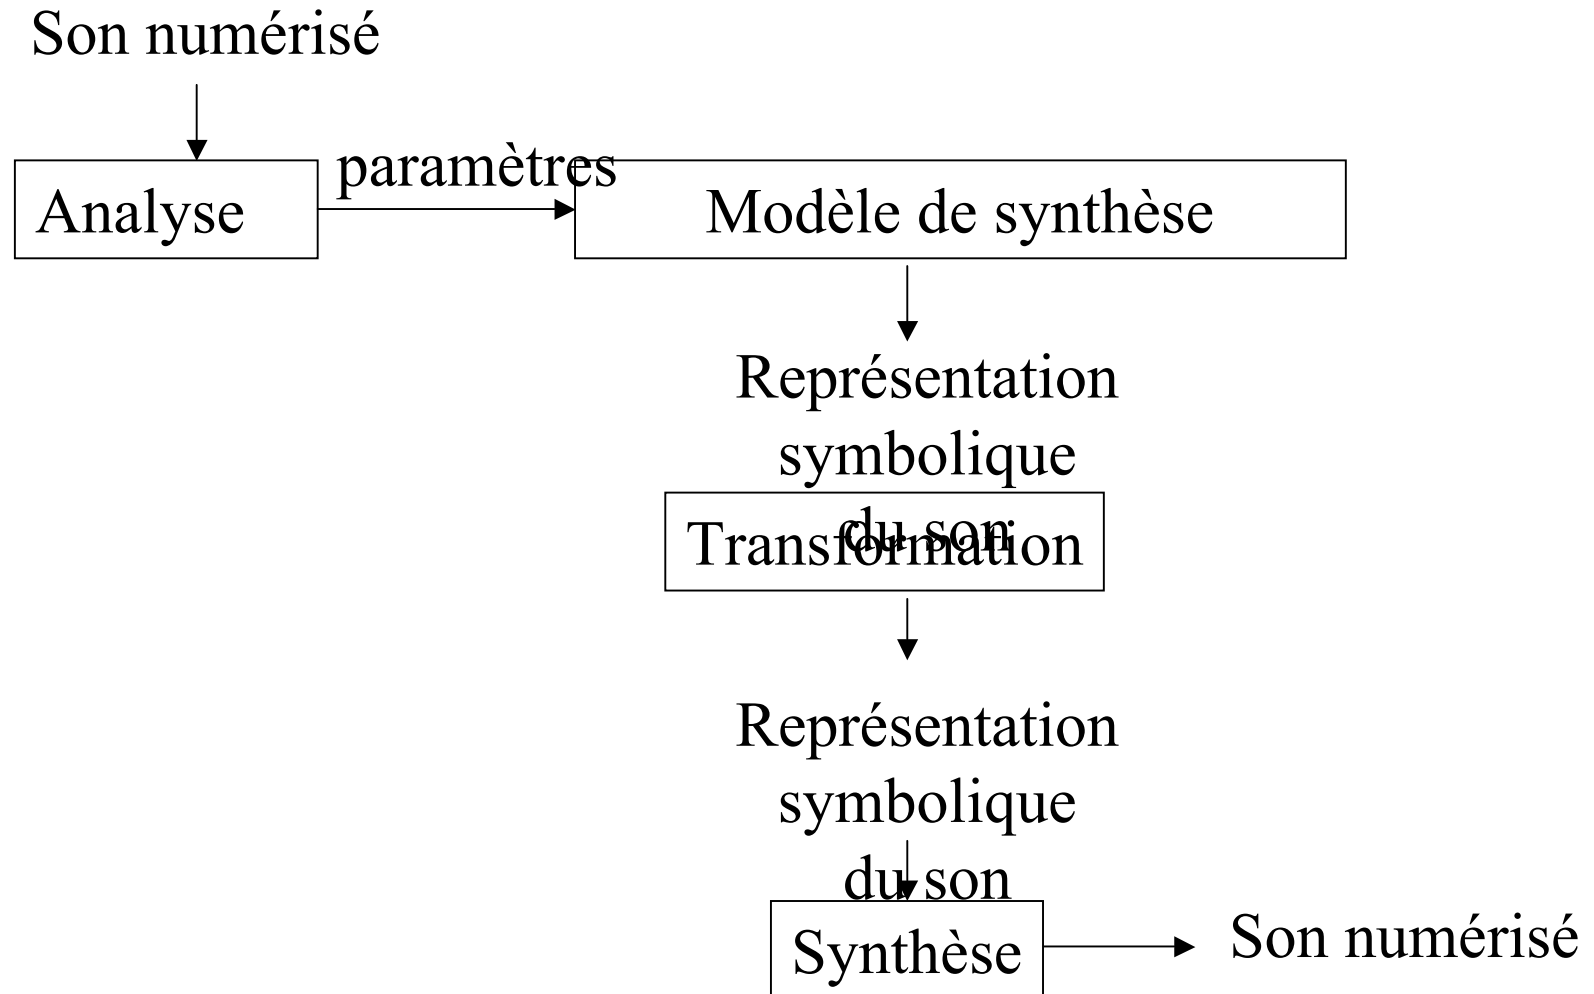 Son numérisé
paramètres
Analyse
Modèle de synthèse
Représentation
symbolique
du son
Transformation
Représentation
symbolique
du son
Synthèse
Son numérisé